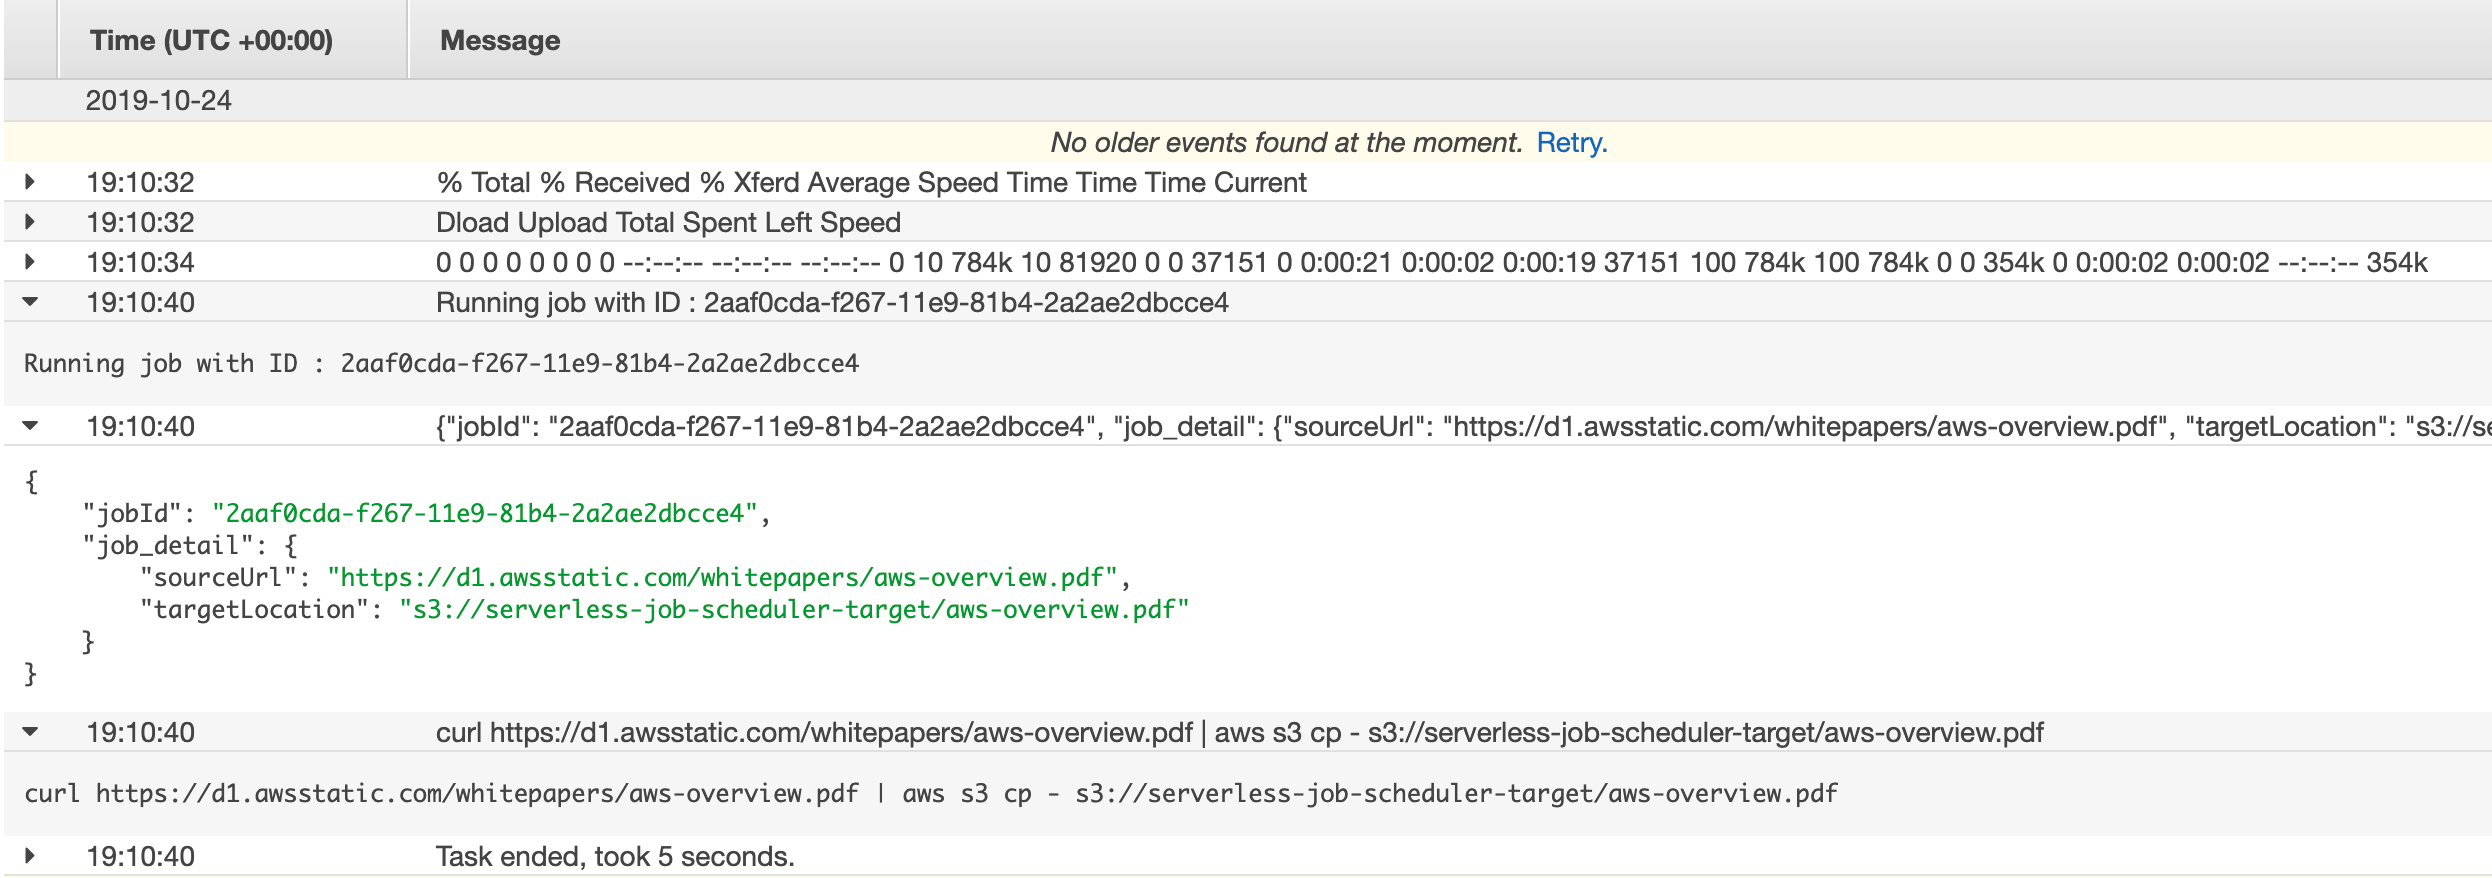 Time (UTC +00:00) Message
2019-10-24
No older events found at the moment. Retry.
19:10:32 % Total % Received % Xferd Average Speed Time Time Time Current
19:10:32 Dload Upload Total Spent Left Speed
19:10:34 0 0 0 0 0 0 0 0 --:--:-- --:--:-- --:--:-- 0 10 784k 10 81920 0 0 37151 0 0:00:21 0:00:02 0:00:19 37151 100 784k 100 784k 0 0 354k 0 0:00:02 0:00:02 --:--:-- 354k
19:10:40 Running job with ID : 2aaf0cda-f267-11e9-81b4-2a2ae2dbcce4
Running job with ID : 2aaf0cda-f267-11e9-81b4-2a2ae2dbcce4
19:10:40 {"jobId": "2aaf0cda-f267-11e9-81b4-2a2ae2dbcce4", "job_detail": {"sourceUrl": "https://d1.awsstatic.com/whitepapers/aws-overview.pdf", "targetLocation": "s3://se
{
"jobId": "2aaf0cda-f267-11e9-81b4-2a2ae2dbcce4",
"job_detail": {
"sourceUrl": "https://d1.awsstatic.com/whitepapers/aws-overview.pdf",
"targetLocation": "s3://serverless-job-scheduler-target/aws-overview.pdf"
}
}
19:10:40 curl https://d1.awsstatic.com/whitepapers/aws-overview.pdf | aws s3 cp - s3://serverless-job-scheduler-target/aws-overview.pdf
curl https://d1.awsstatic.com/whitepapers/aws-overview.pdf | aws s3 cp - s3://serverless-job-scheduler-target/aws-overview.pdf
19:10:40 Task ended, took 5 seconds.